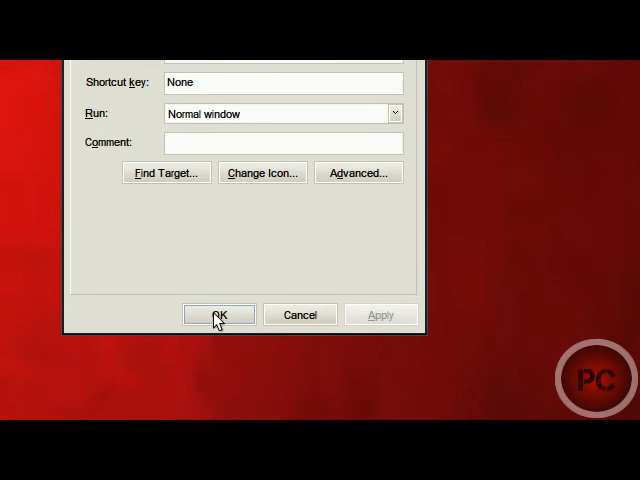 Shortcut key: None
Run: Normal window
Comment:
Find Target... Change Icon... Advanced...
OK Cancel Apply
PC